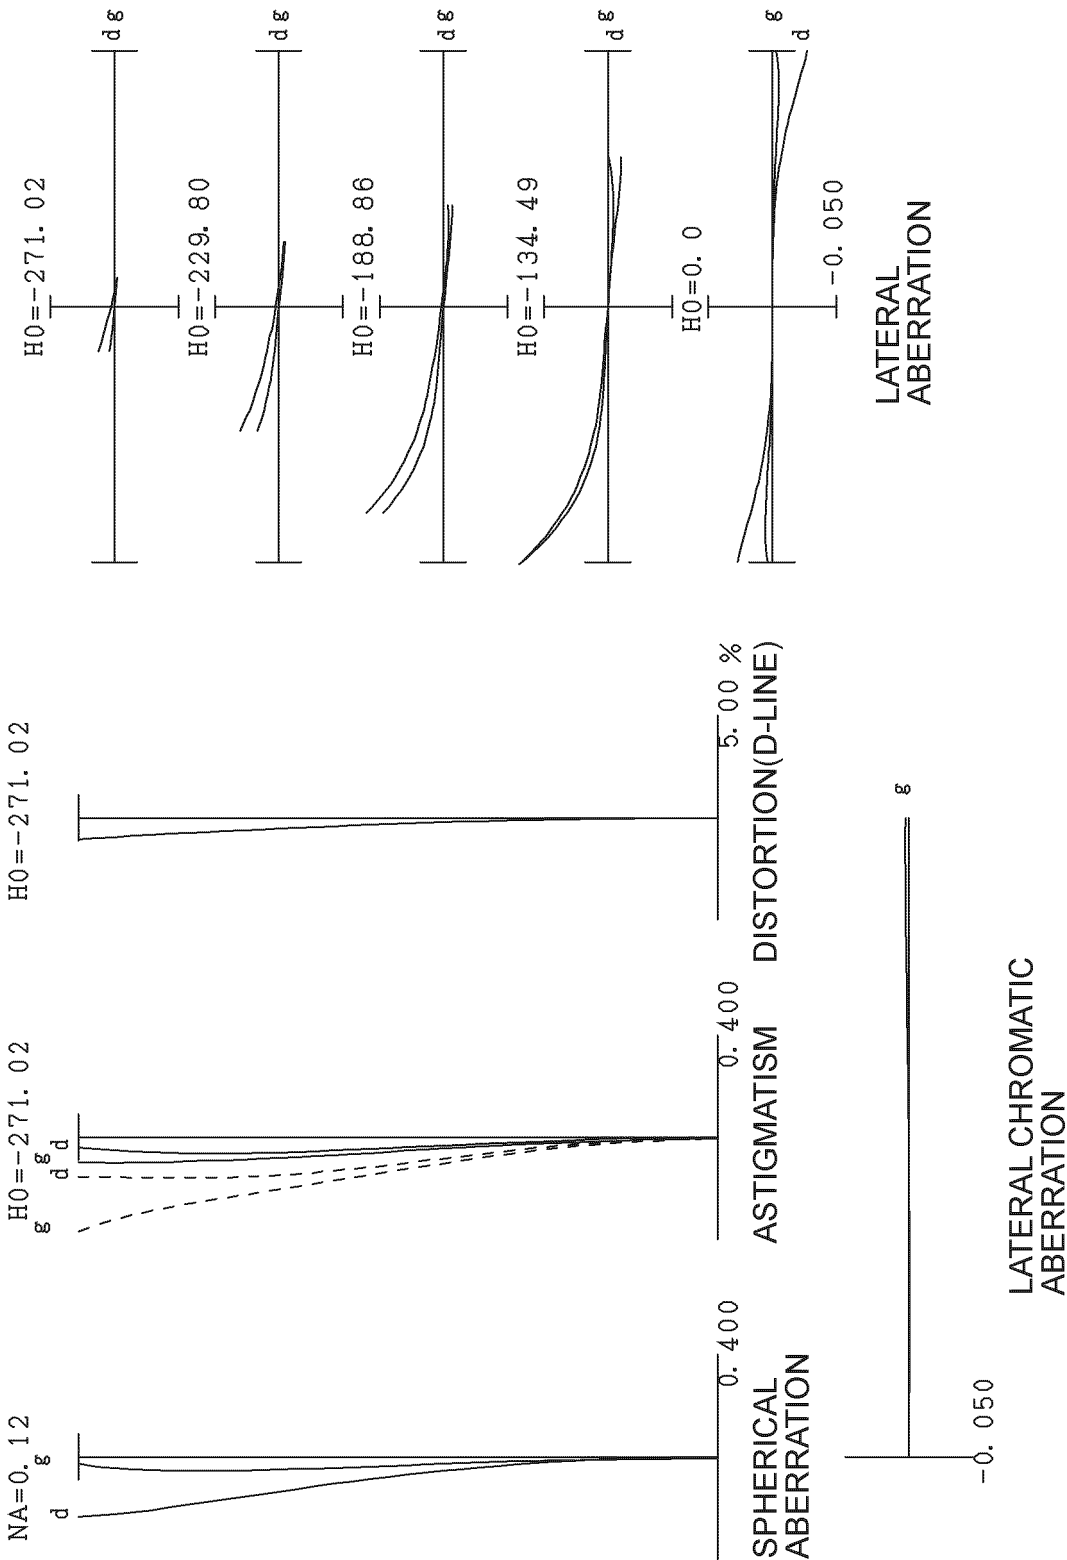 NA=0.12
d g
0.400
SPHERICAL
ABERRATION
H0=-271.02
g d g d
0.400
ASTIGMATISM
H0=-271.02
5.00 %
DISTORTION(D-LINE)
-0.050
g
LATERAL CHROMATIC
ABERRATION
H0=-271.02
d g
H0=-229.80
d g
H0=-188.86
d g
H0=-134.49
d g
H0=0.0
g
d
-0.050
LATERAL
ABERRATION